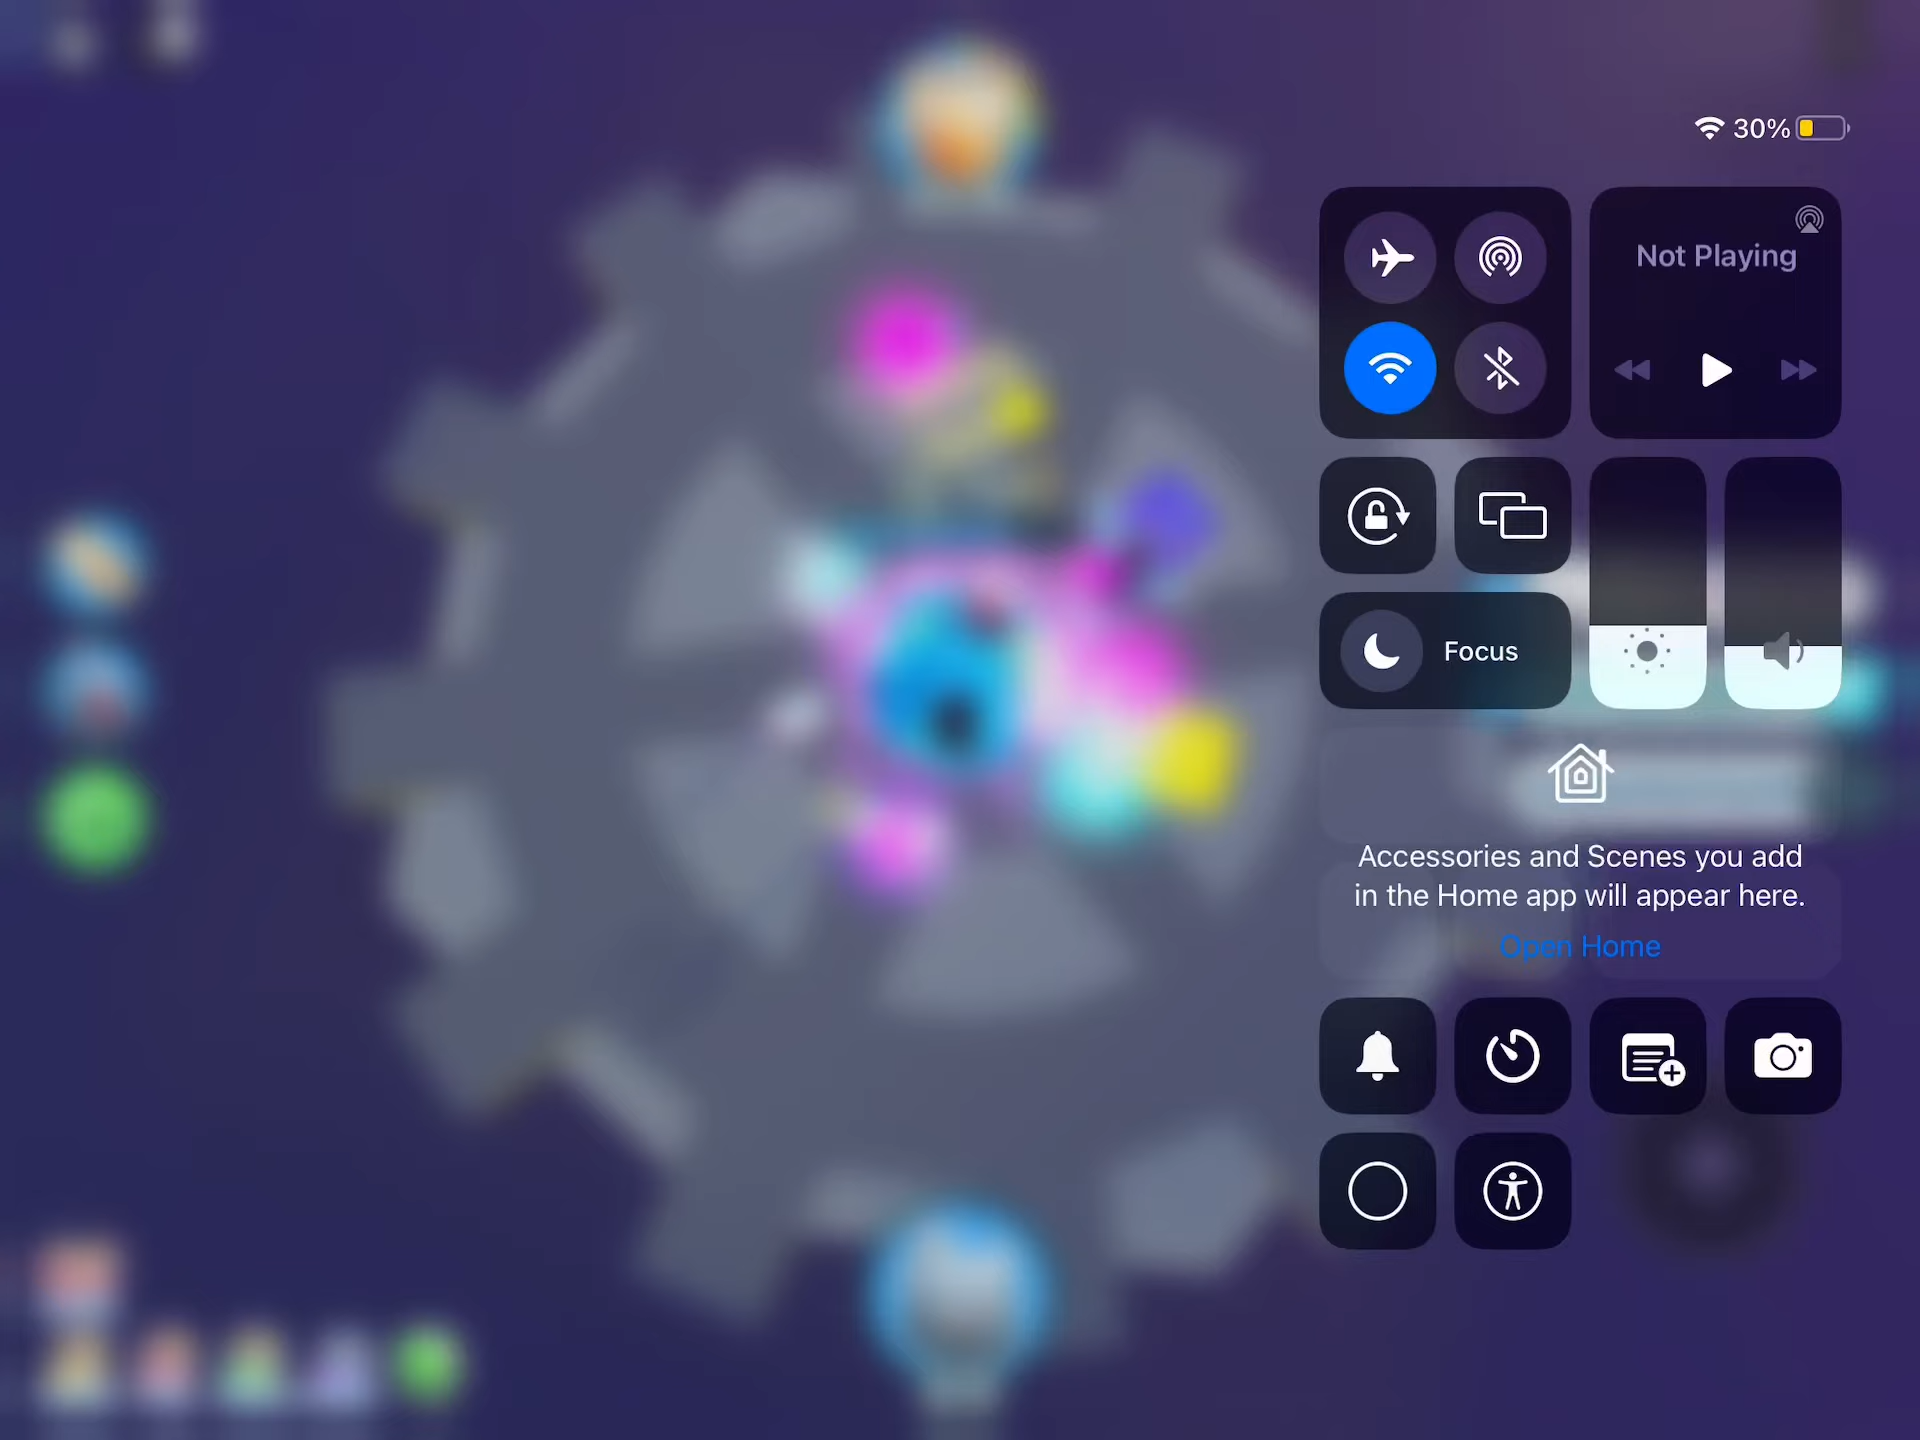 30%
Not Playing
Focus
Accessories and Scenes you add
in the Home app will appear here.
Open Home